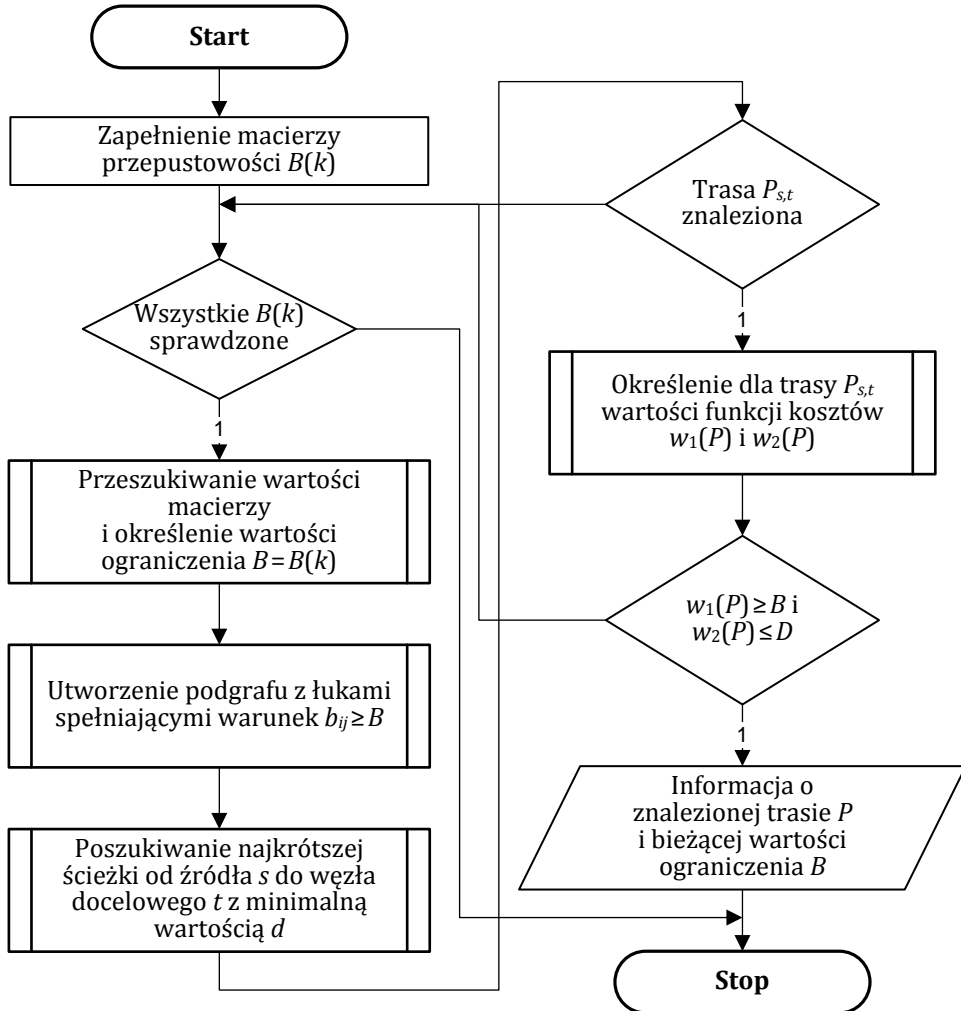 Start
Zapełnienie macierzy
przepustowości B(k)
Wszystkie B(k)
sprawdzone
1
Przeszukiwanie wartości
macierzy
i określenie wartości
ograniczenia B = B(k)
Utworzenie podgrafu z łukami
spełniającymi warunek bij ≥ B
Poszukiwanie najkrótszej
ścieżki od źródła s do węzła
docelowego t z minimalną
wartością d
Trasa Ps,t
znaleziona
1
Określenie dla trasy Ps,t
wartości funkcji kosztów
w1(P) i w2(P)
w1(P) ≥ B i
w2(P) ≤ D
1
Informacja o
znalezionej trasie P
i bieżącej wartości
ograniczenia B
Stop